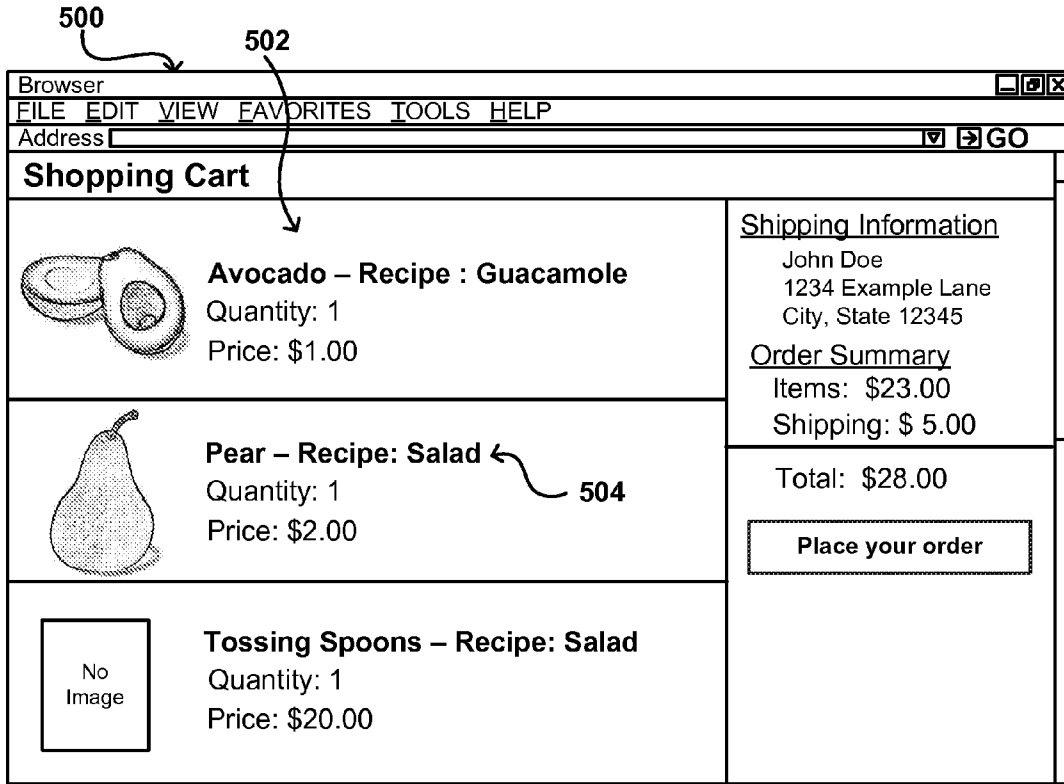 500
502
Browser
FILE EDIT VIEW FAVORITES TOOLS HELP
Address GO
Shopping Cart
Avocado – Recipe : Guacamole
Quantity: 1
Price: $1.00
Pear – Recipe: Salad
504
Quantity: 1
Price: $2.00
No
Image
Tossing Spoons – Recipe: Salad
Quantity: 1
Price: $20.00
Shipping Information
John Doe
1234 Example Lane
City, State 12345
Order Summary
Items: $23.00
Shipping: $ 5.00
Total: $28.00
Place your order